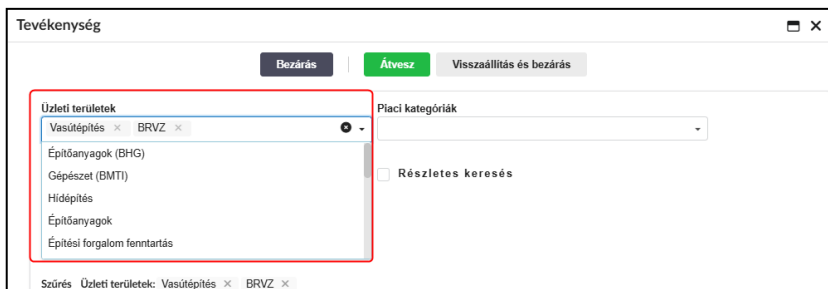 Tevékenység
Bezárás Átvesz Visszaállítás és bezárás
Üzleti területek Piaci kategóriák
Vasútépítés × BRVZ ×
Építőanyagok (BHG)
Gépészet (BMTI) Részletes keresés
Hídépítés
Építőanyagok
Építési forgalom fenntartás
Szűrés Üzleti területek: Vasútépítés × BRVZ ×